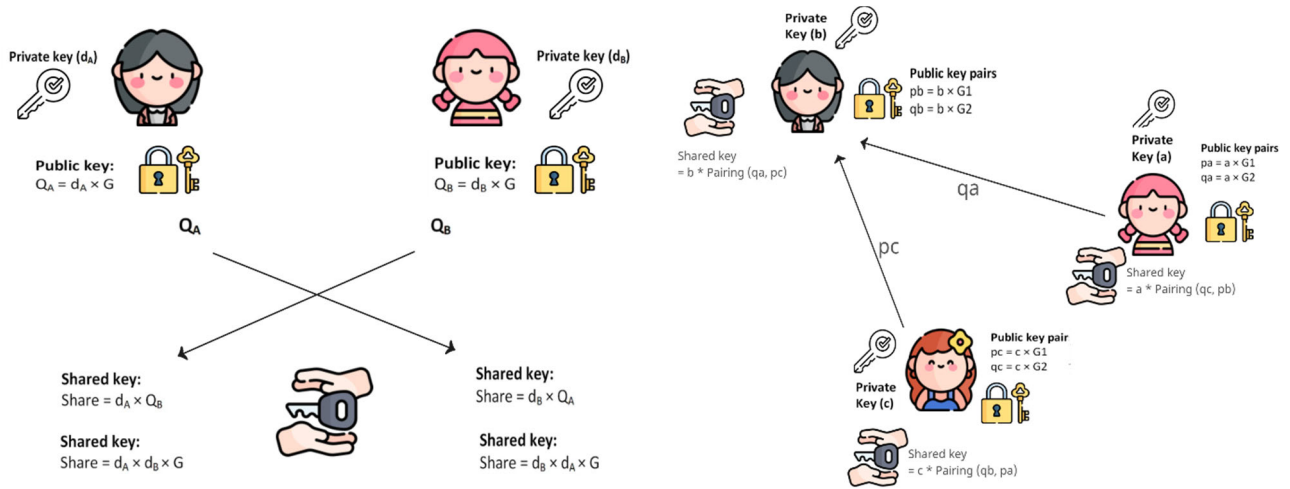 Private key (dA)
Private key (dB)
Public key:
QA = dA × G
Public key:
QB = dB × G
QA
QB
Shared key:
Share = dA × QB
Shared key:
Share = dA × dB × G
Shared key:
Share = dB × QA
Shared key:
Share = dB × dA × G
Private
Key (b)
Public key pairs
pb = b × G1
qb = b × G2
Shared key
= b * Pairing (qa, pc)
Private
Key (a)
Public key pairs
pa = a × G1
qa = a × G2
qa
pc
Shared key
= a * Pairing (qc, pb)
Private
Key (c)
Public key pair
pc = c × G1
qc = c × G2
Shared key
= c * Pairing (qb, pa)